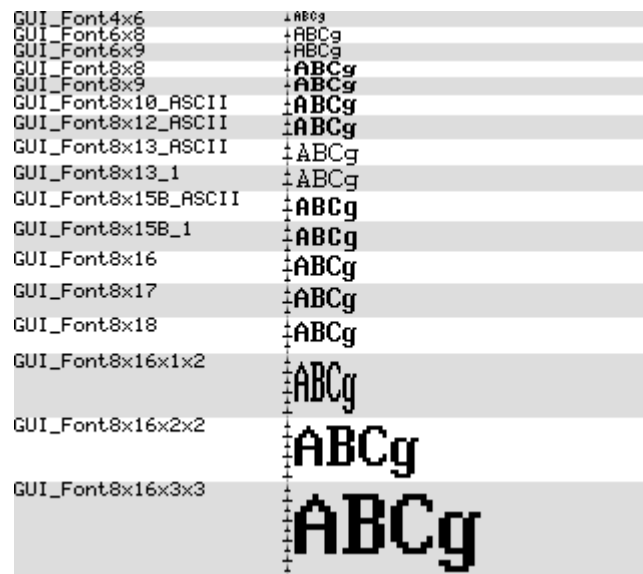 GUI_Font4x6 ABCg
GUI_Font6x8 ABCg
GUI_Font6x9 ABCg
GUI_Font8x8 ABCg
GUI_Font8x9 ABCg
GUI_Font8x10_ASCII ABCg
GUI_Font8x12_ASCII ABCg
GUI_Font8x13_ASCII ABCg
GUI_Font8x13_1 ABCg
GUI_Font8x15B_ASCII ABCg
GUI_Font8x15B_1 ABCg
GUI_Font8x16 ABCg
GUI_Font8x17 ABCg
GUI_Font8x18 ABCg
GUI_Font8x16x1x2 ABCg
GUI_Font8x16x2x2 ABCg
GUI_Font8x16x3x3 ABCg